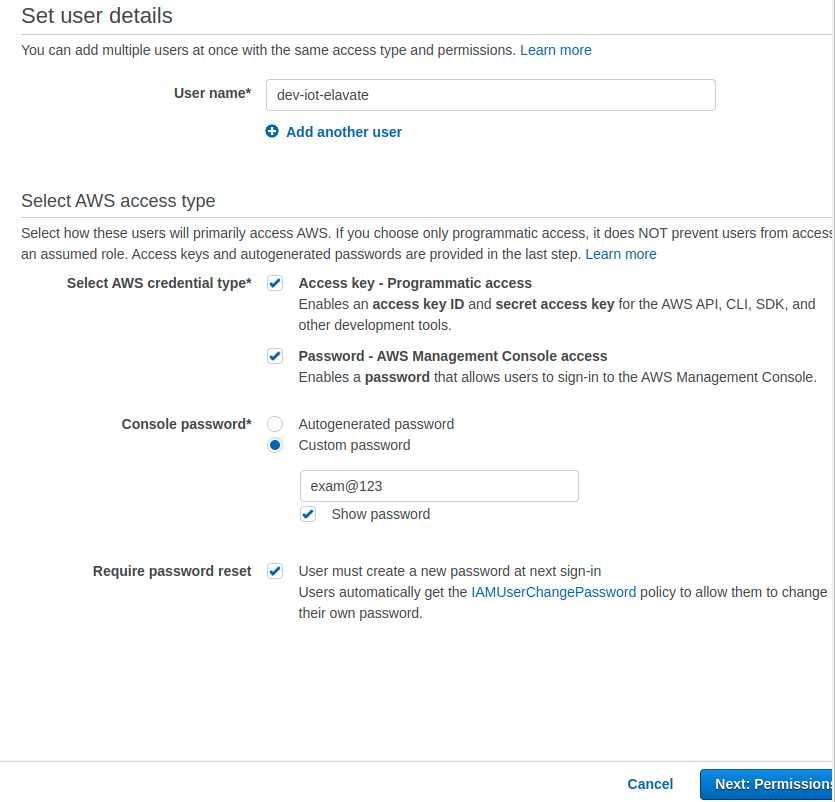 Set user details
You can add multiple users at once with the same access type and permissions. Learn more
User name*
dev-iot-elavate
Add another user
Select AWS access type
Select how these users will primarily access AWS. If you choose only programmatic access, it does NOT prevent users from access
an assumed role. Access keys and autogenerated passwords are provided in the last step. Learn more
Select AWS credential type*
Access key - Programmatic access
Enables an access key ID and secret access key for the AWS API, CLI, SDK, and
other development tools.
Password - AWS Management Console access
Enables a password that allows users to sign-in to the AWS Management Console.
Console password*
Autogenerated password
Custom password
exam@123
Show password
Require password reset
User must create a new password at next sign-in
Users automatically get the IAMUserChangePassword policy to allow them to change
their own password.
Cancel
Next: Permissions